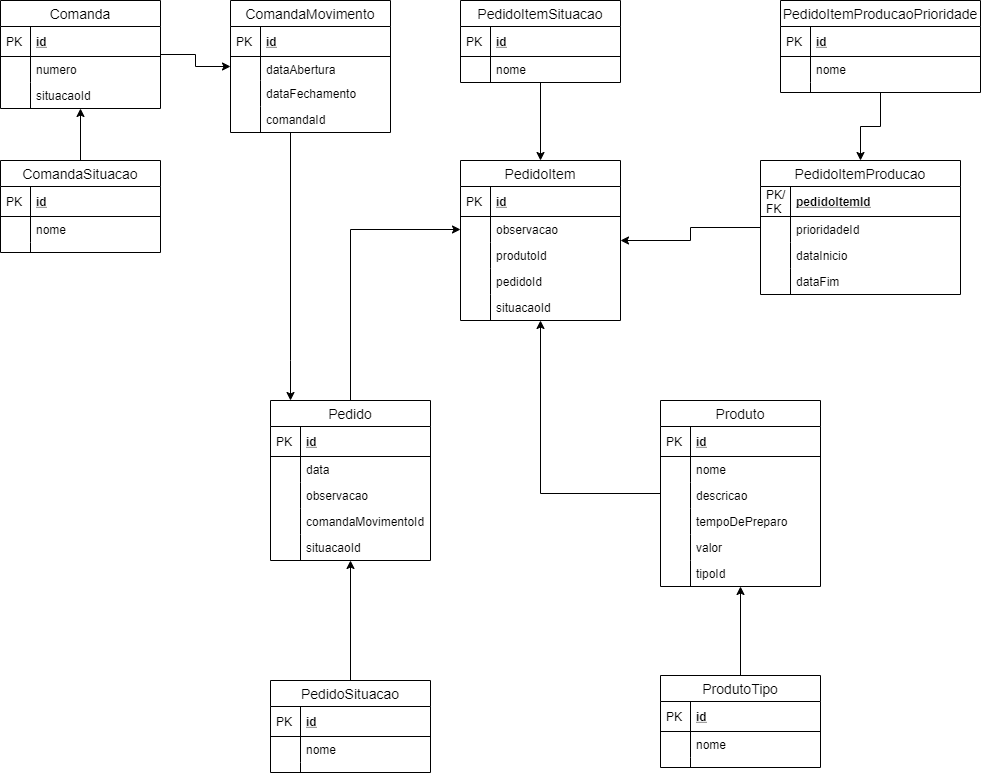 Comanda
PK id
numero
situacaoId
ComandaMovimento
PK id
dataAbertura
dataFechamento
comandaId
PedidoItemSituacao
PK id
nome
PedidoItemProducaoPrioridade
PK id
nome
ComandaSituacao
PK id
nome
PedidoItem
PK id
observacao
produtoId
pedidoId
situacaoId
PedidoItemProducao
PK/
FK pedidoItemId
prioridadeId
dataInicio
dataFim
Pedido
PK id
data
observacao
comandaMovimentoId
situacaoId
Produto
PK id
nome
descricao
tempoDePreparo
valor
tipoId
PedidoSituacao
PK id
nome
ProdutoTipo
PK id
nome